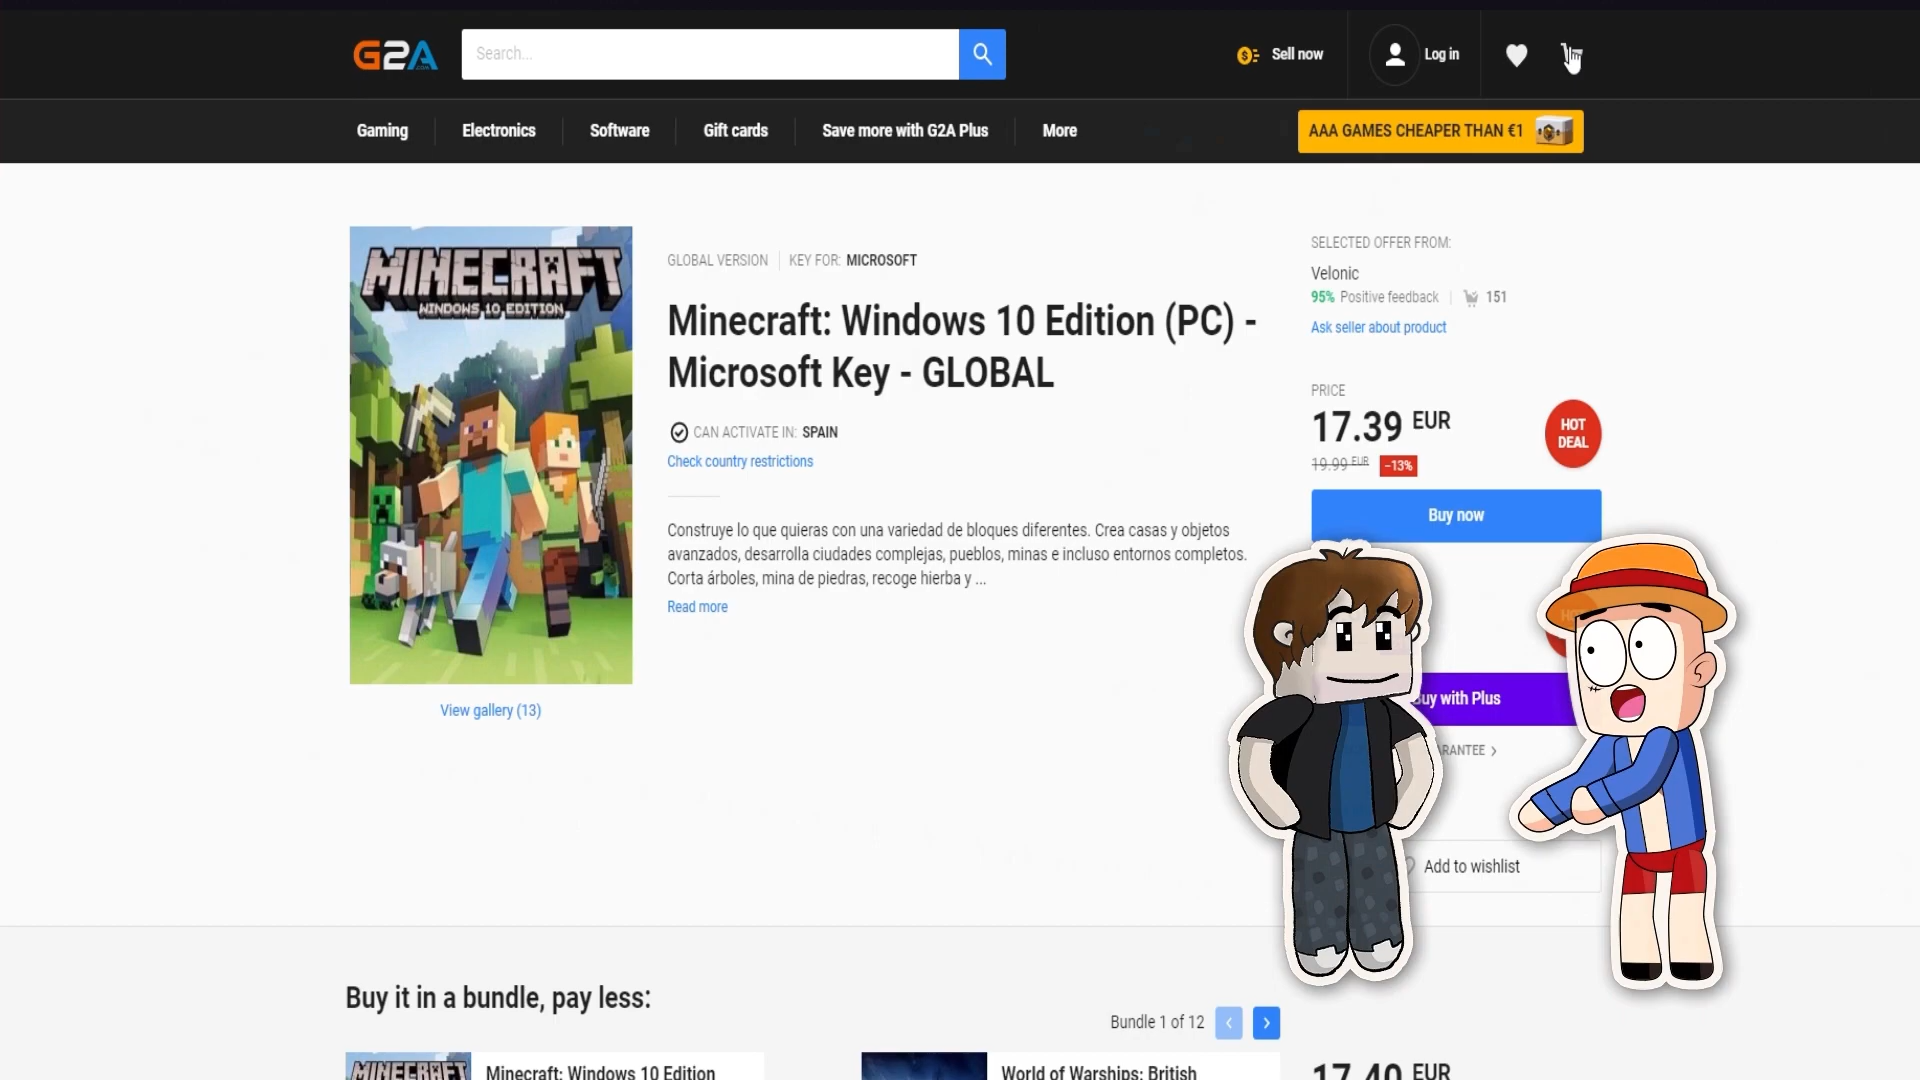 G2A
Search...
Sell now
Log in
Gaming
Electronics
Software
Gift cards
Save more with G2A Plus
More
AAA GAMES CHEAPER THAN €1
MINECRAFT
WINDOWS 10 EDITION
View gallery (13)
GLOBAL VERSION
KEY FOR: MICROSOFT
Minecraft: Windows 10 Edition (PC) -
Microsoft Key - GLOBAL
CAN ACTIVATE IN: SPAIN
Check country restrictions
Construye lo que quieras con una variedad de bloques diferentes. Crea casas y objetos
avanzados, desarrolla ciudades complejas, pueblos, minas e incluso entornos completos.
Corta árboles, mina de piedras, recoge hierba y ...
Read more
SELECTED OFFER FROM:
Velonic
95% Positive feedback
151
Ask seller about product
PRICE
17.39 EUR
19.99 EUR
-13%
HOT
DEAL
Buy now
Buy with Plus
RANTEE
Add to wishlist
Buy it in a bundle, pay less:
Bundle 1 of 12
MINECRAFT
Minecraft: Windows 10 Edition
World of Warships: British
17.40 EUR